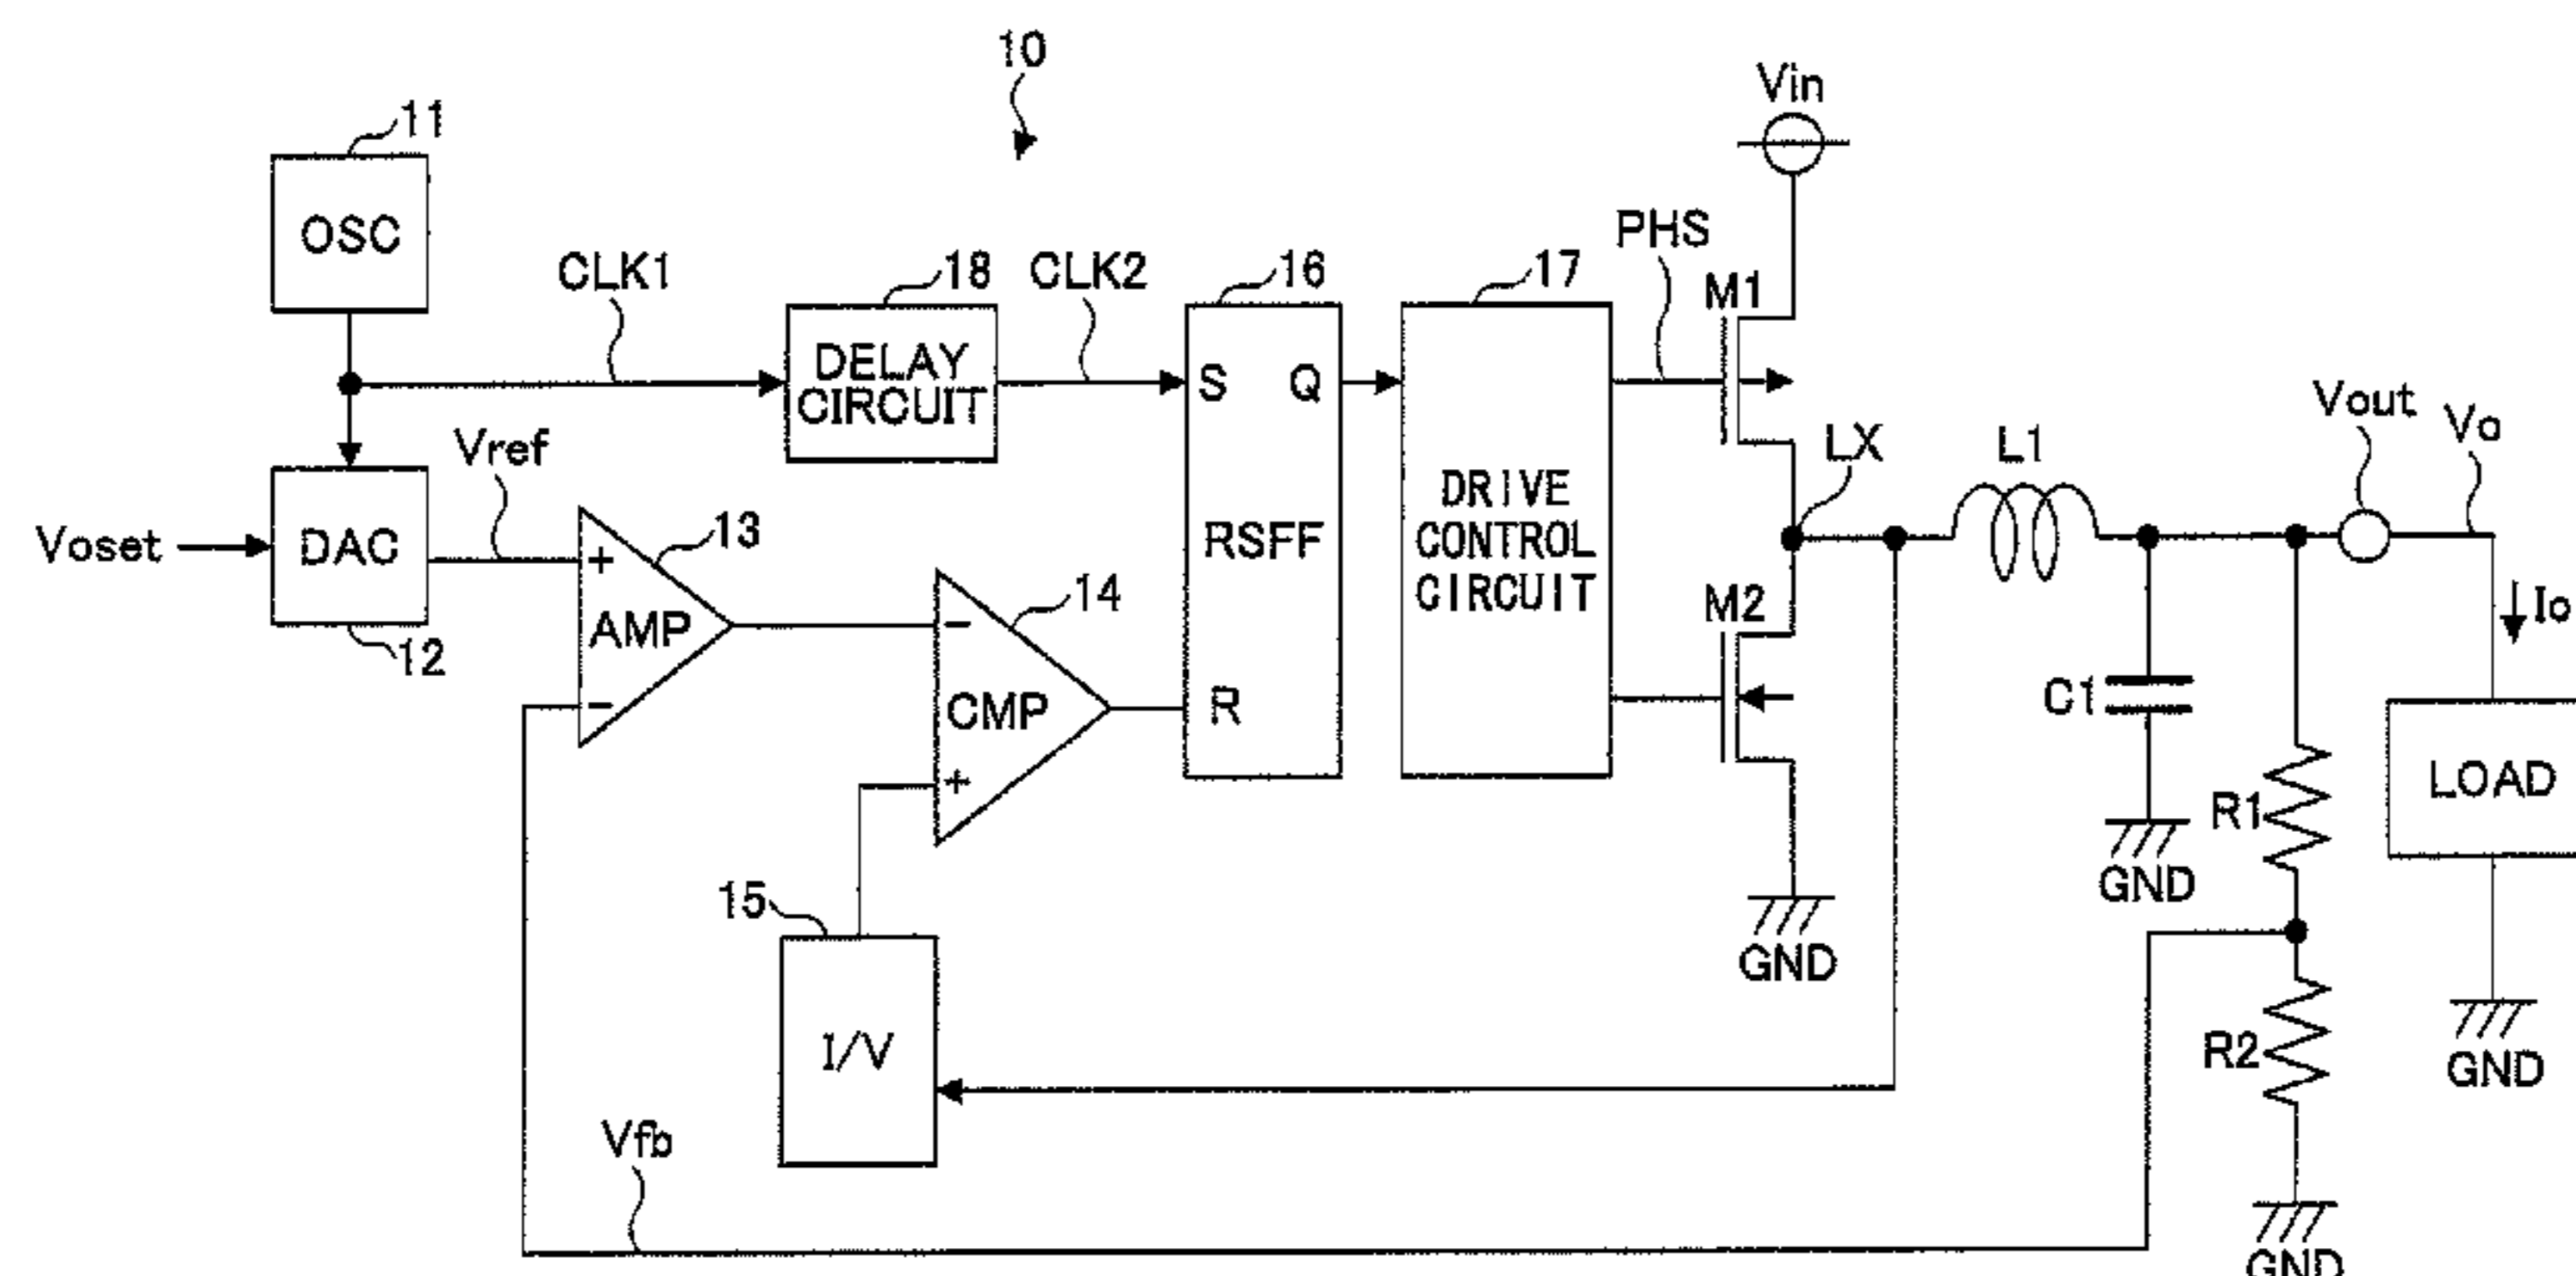 10
Vin
11
OSC
CLK1
18
CLK2
16
17
PHS
M1
DELAY
CIRCUIT
S
Q
Vref
LX
L1
Vout
Vo
Voset
DAC
13
+
AMP
-
12
14
-
CMP
+
RSFF
R
DRIVE
CONTROL
CIRCUIT
M2
Io
C1
GND
R1
LOAD
15
GND
I/V
R2
GND
Vfb
GND